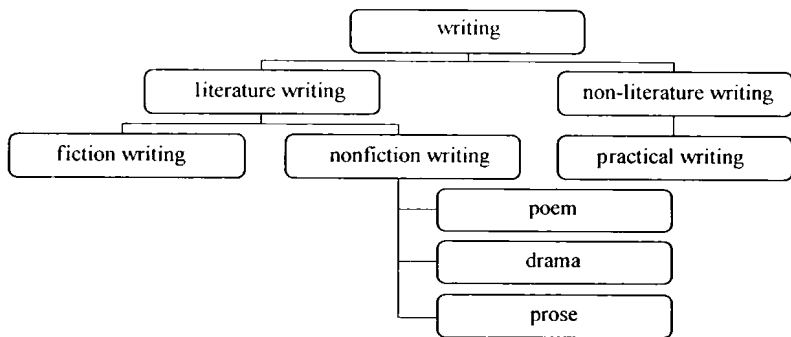 writing
literature writing
non-literature writing
fiction writing
nonfiction writing
practical writing
poem
drama
prose